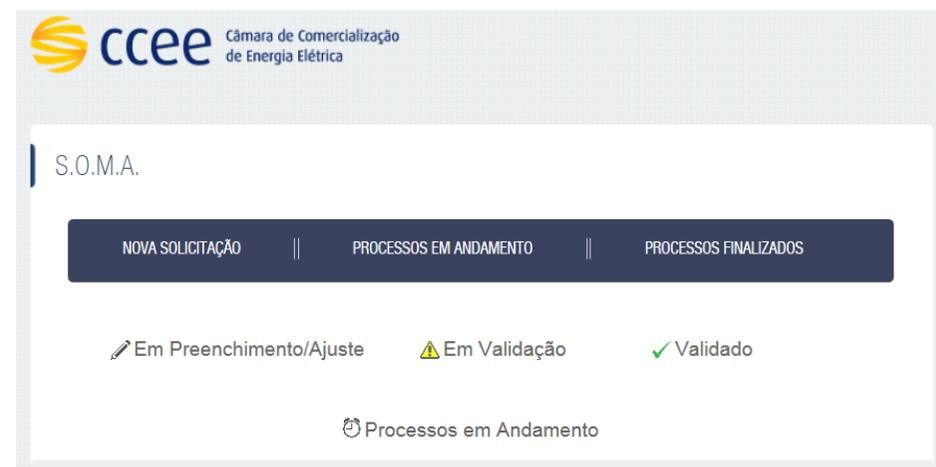 ccee Câmara de Comercialização
de Energia Elétrica
S.O.M.A.
NOVA SOLICITAÇÃO || PROCESSOS EM ANDAMENTO || PROCESSOS FINALIZADOS
Em Preenchimento/Ajuste Em Validação Validado
Processos em Andamento